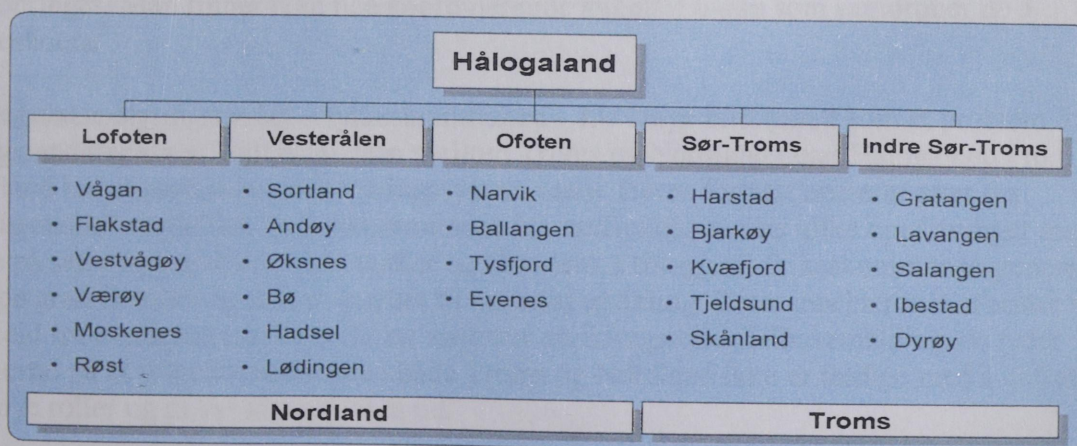 Hålogaland
Lofoten
• Vågan
• Flakstad
• Vestvågøy
• Værøy
• Moskenes
• Røst
Vesterålen
• Sortland
• Andøy
• Øksnes
• Bø
• Hadsel
• Lødingen
Ofoten
• Narvik
• Ballangen
• Tysfjord
• Evenes
Sør-Troms
• Harstad
• Bjarkøy
• Kvæfjord
• Tjeldsund
• Skånland
Indre Sør-Troms
• Gratangen
• Lavangen
• Salangen
• Ibestad
• Dyrøy
Nordland
Troms